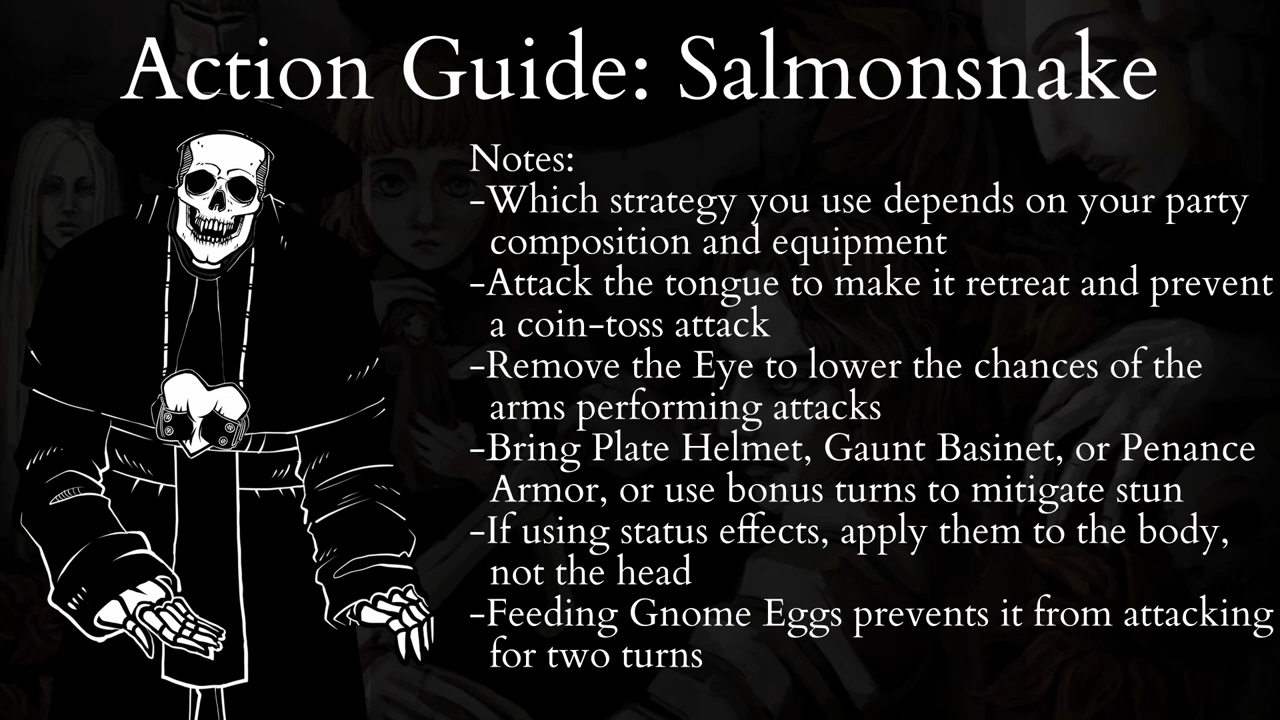 Action Guide: Salmonsnake
Notes:
-Which strategy you use depends on your party
composition and equipment
-Attack the tongue to make it retreat and prevent
a coin-toss attack
-Remove the Eye to lower the chances of the
arms performing attacks
-Bring Plate Helmet, Gaunt Basinet, or Penance
Armor, or use bonus turns to mitigate stun
-If using status effects, apply them to the body,
not the head
-Feeding Gnome Eggs prevents it from attacking
for two turns